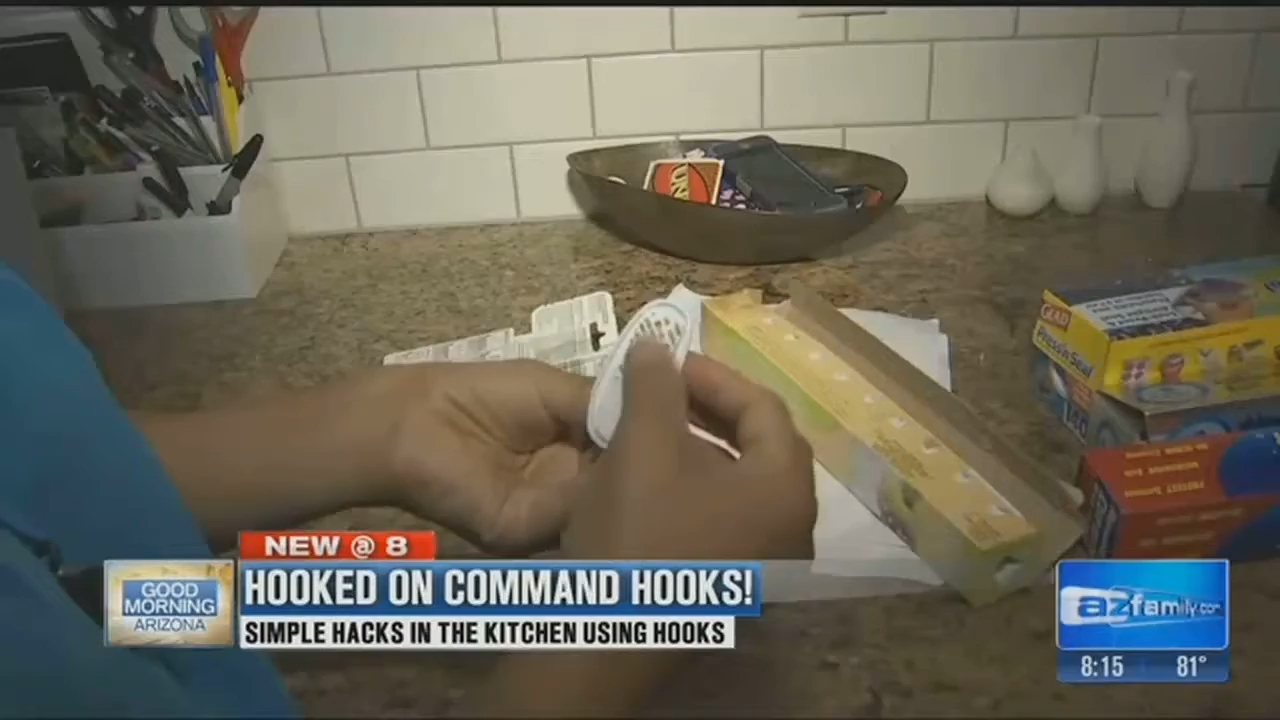 UNO
GLAD
Press'n Seal
140
NEW @ 8
GOOD
MORNING
ARIZONA
HOOKED ON COMMAND HOOKS!
SIMPLE HACKS IN THE KITCHEN USING HOOKS
azfamily.com
8:15 81°